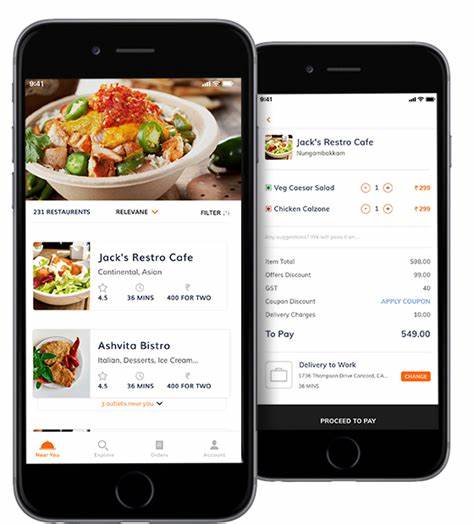 9:41
231 RESTAURENTS RELEVANE FILTER
Jack's Restro Cafe
Continental, Asian
4.5 36 MINS 400 FOR TWO
Ashvita Bistro
Italian, Desserts, Ice Cream...
4.5 36 MINS 400 FOR TWO
3 outlets near you
Near You Explore Orders Account
9:41
Jack's Restro Cafe
Nungambakkam
Veg Caesar Salad - 1 + ₹299
Chicken Calzone - 1 + ₹299
Any suggestions? We will pass it on...
Item Total 598.00
Offers Discount 99.00
GST 40
Coupon Discount APPLY COUPON
Delivery Charges $0.00
To Pay 549.00
Delivery to Work
5736 Thompson Drive Concord, CA...
36 MINS
CHANGE
PROCEED TO PAY